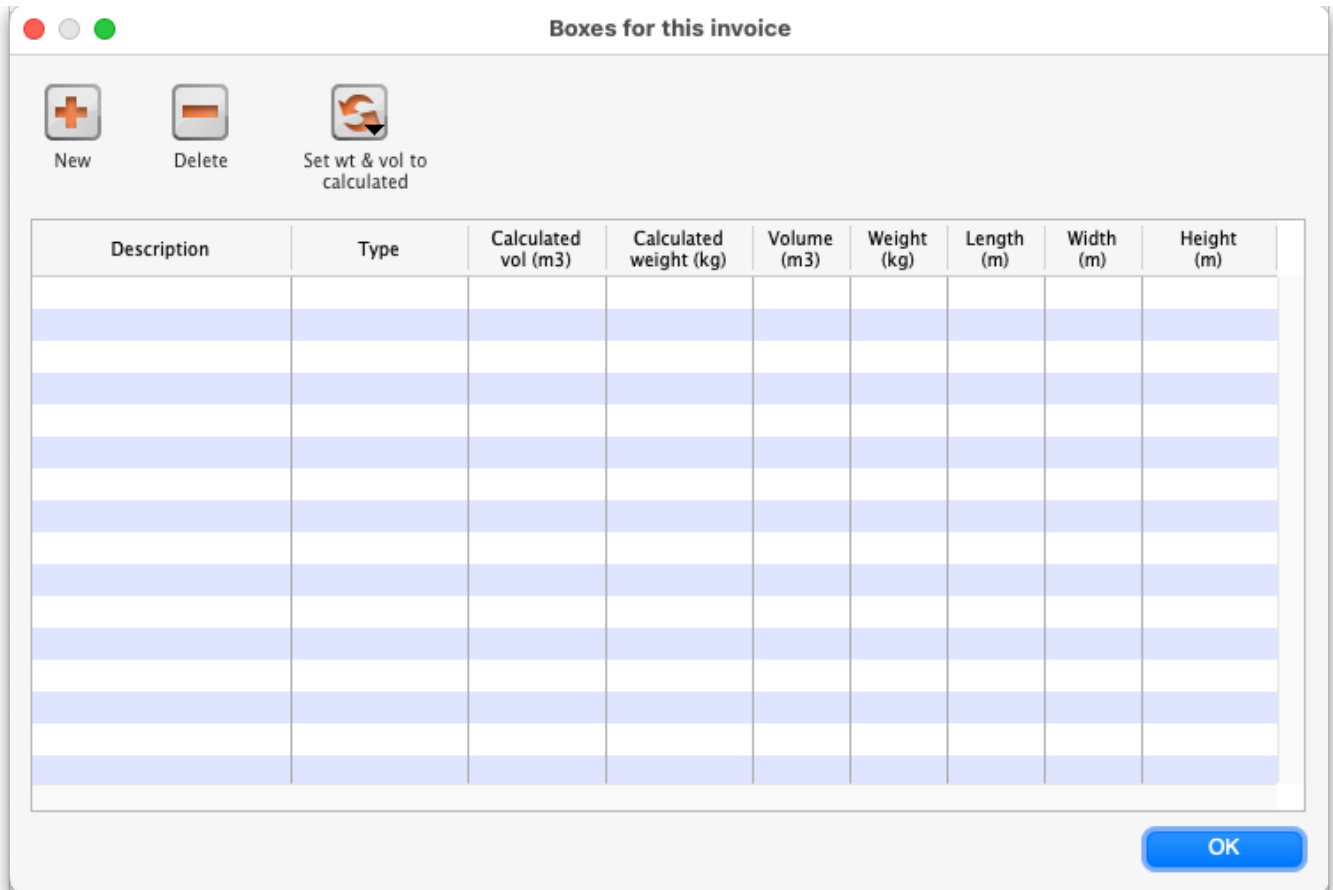 Boxes for this invoice
New
Delete
Set wt & vol to
calculated
Description
Type
Calculated
vol (m3)
Calculated
weight (kg)
Volume
(m3)
Weight
(kg)
Length
(m)
Width
(m)
Height
(m)
OK